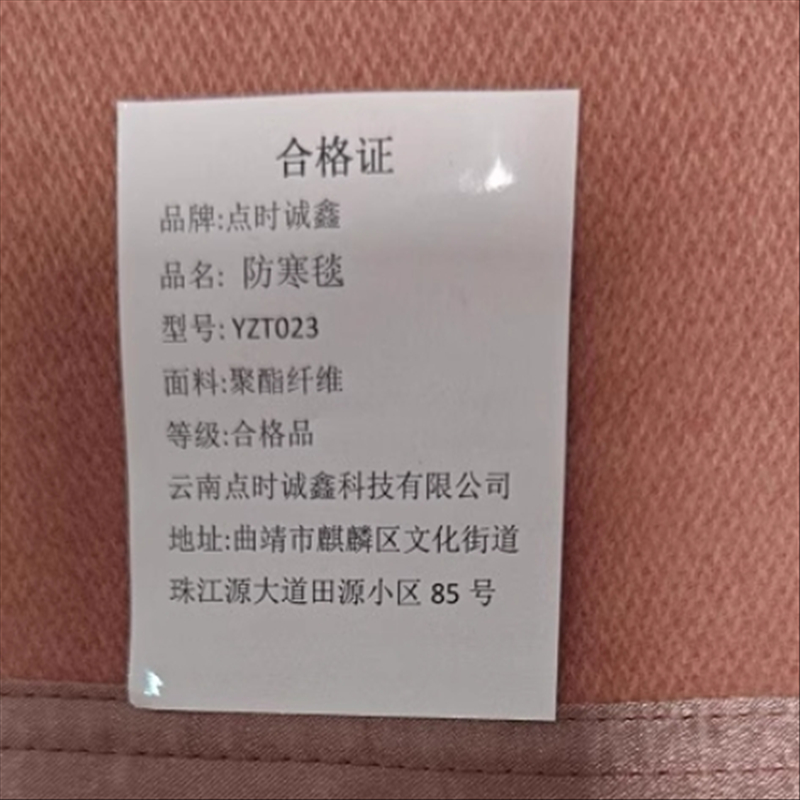 合格证
品牌:点时诚鑫
品名: 防寒毯
型号: YZT023
面料:聚酯纤维
等级:合格品
云南点时诚鑫科技有限公司
地址:曲靖市麒麟区文化街道
珠江源大道田源小区 85 号